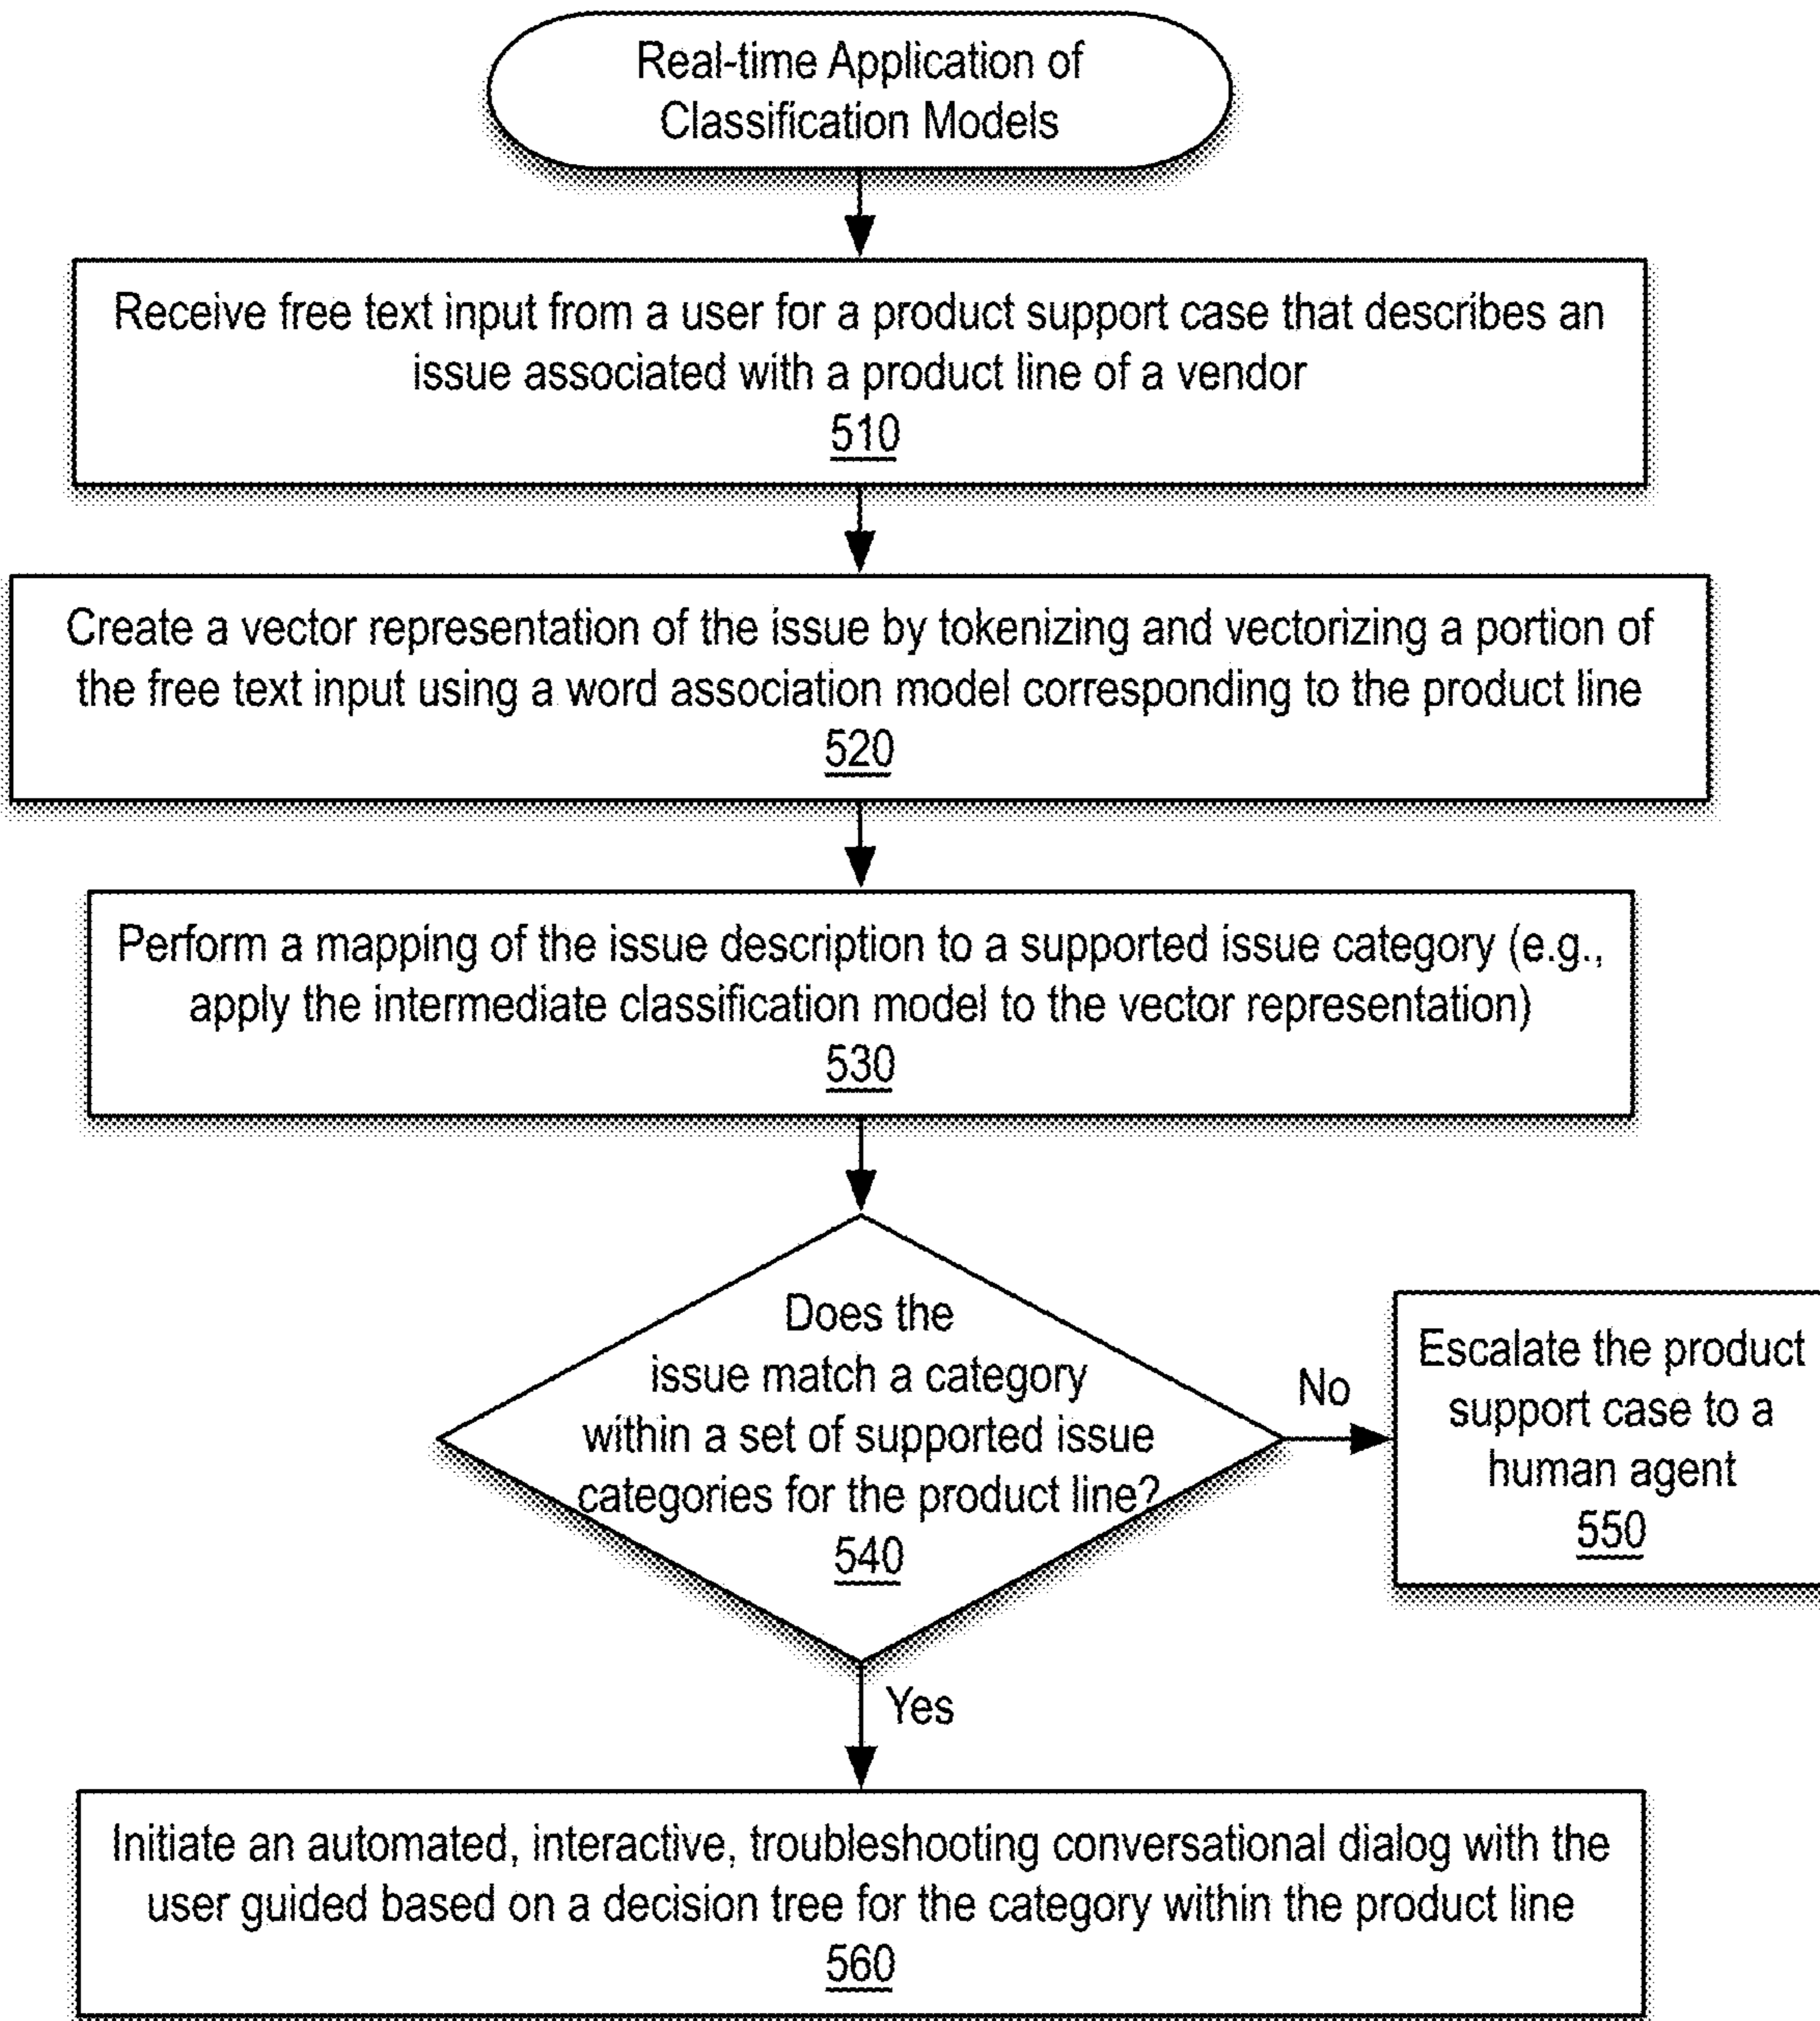 Real-time Application of
Classification Models
Receive free text input from a user for a product support case that describes an
issue associated with a product line of a vendor
510
Create a vector representation of the issue by tokenizing and vectorizing a portion of
the free text input using a word association model corresponding to the product line
520
Perform a mapping of the issue description to a supported issue category (e.g.,
apply the intermediate classification model to the vector representation)
530
Does the
issue match a category
within a set of supported issue
categories for the product line?
540
No
Escalate the product
support case to a
human agent
550
Yes
Initiate an automated, interactive, troubleshooting conversational dialog with the
user guided based on a decision tree for the category within the product line
560